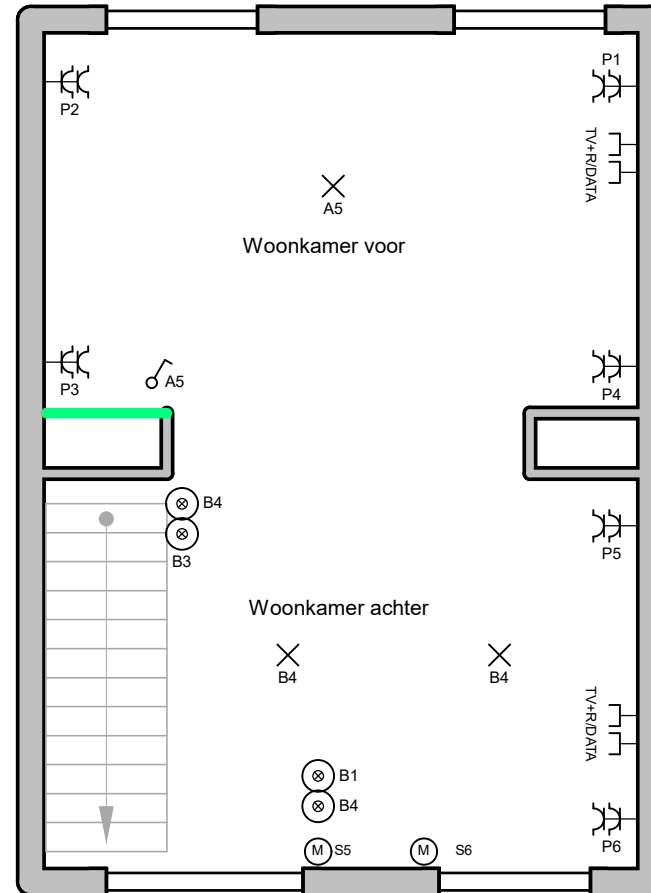 P1
P2
TV+R/DATA
A5
Woonkamer voor
A5
P3
P4
B4
P5
B3
Woonkamer achter
B4
B4
TV+R/DATA
B1
B4
P6
M
S5
M
S6